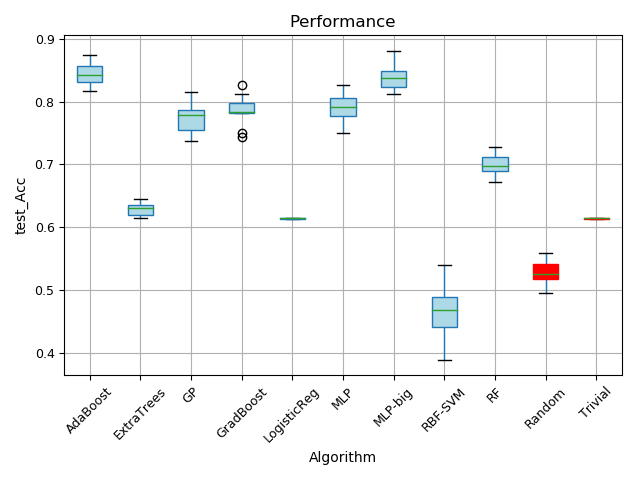 Performance
test_Acc
0.9
0.8
0.7
0.6
0.5
0.4
AdaBoost
ExtraTrees
GP
GradBoost
LogisticReg
MLP
MLP-big
RBF-SVM
RF
Random
Trivial
Algorithm